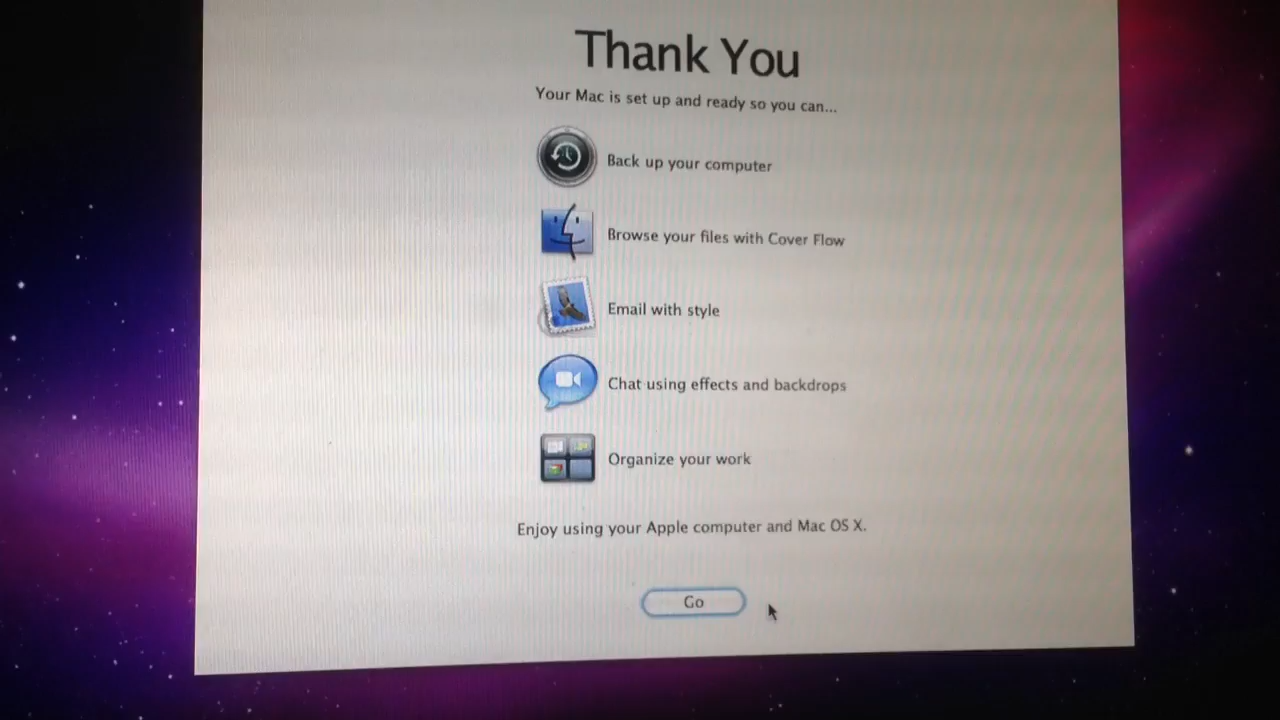 Thank You
Your Mac is set up and ready so you can...
Back up your computer
Browse your files with Cover Flow
Email with style
Chat using effects and backdrops
Organize your work
Enjoy using your Apple computer and Mac OS X.
Go